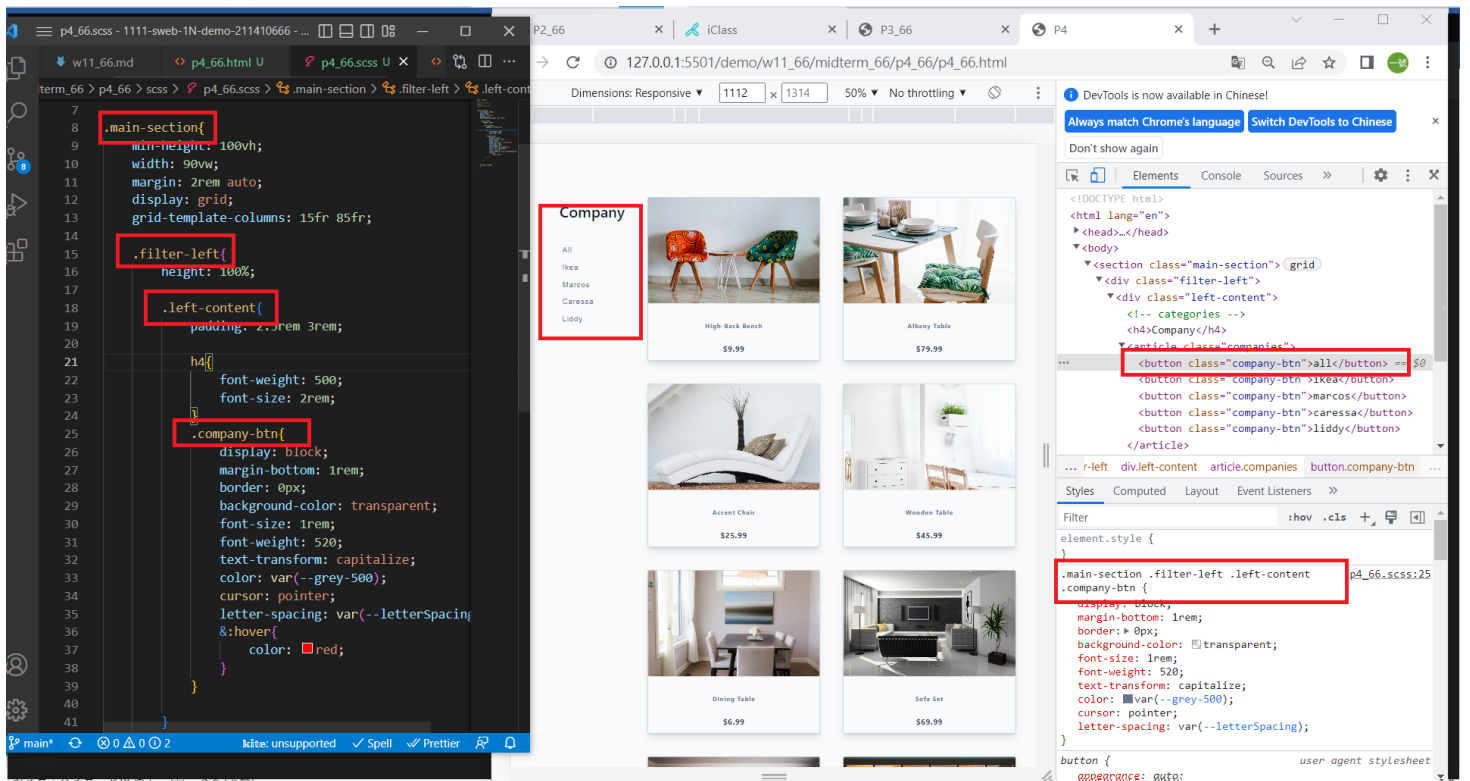 p4_66.scss - 1111-sweb-1N-demo-211410666 - ...
w11_66.md
p4_66.html U
p4_66.scss U
term_66 > p4_66 > scss > p4_66.scss > .main-section > .filter-left > .left-cont
7
8 .main-section{
9 min-height: 100vh;
10 width: 90vw;
11 margin: 2rem auto;
12 display: grid;
13 grid-template-columns: 15fr 85fr;
14
15 .filter-left{
16 height: 100%;
17
18 .left-content{
19 padding: 2.5rem 3rem;
20
21 h4{
22 font-weight: 500;
23 font-size: 2rem;
24 }
25 .company-btn{
26 display: block;
27 margin-bottom: 1rem;
28 border: 0px;
29 background-color: transparent;
30 font-size: 1rem;
31 font-weight: 520;
32 text-transform: capitalize;
33 color: var(--grey-500);
34 cursor: pointer;
35 letter-spacing: var(--letterSpacing
36 &:hover{
37 color: red;
38 }
39 }
40
41 }
8
main* 0 0 2 kite: unsupported Spell Prettier
P2_66
iClass
P3_66
P4
127.0.0.1:5501/demo/w11_66/midterm_66/p4_66/p4_66.html
Dimensions: Responsive ▼ 1112 x 1314 50% ▼ No throttling ▼
Company
All
Ikea
Marcos
Caressa
Liddy
High-Back Bench
$9.99
Albany Table
$79.99
Accent Chair
$25.99
Wooden Table
$45.99
Dining Table
$6.99
Sofa Set
$69.99
DevTools is now available in Chinese!
Always match Chrome's language Switch DevTools to Chinese
Don't show again
Elements Console Sources »
<!DOCTYPE html>
<html lang="en">
<head>…</head>
<body>
<section class="main-section"> grid
<div class="filter-left">
<div class="left-content">
<!-- categories -->
<h4>Company</h4>
<article class="companies">
<button class="company-btn">all</button> == $0
<button class="company-btn">ikea</button>
<button class="company-btn">marcos</button>
<button class="company-btn">caressa</button>
<button class="company-btn">liddy</button>
</article>
... r-left div.left-content article.companies button.company-btn ...
Styles Computed Layout Event Listeners »
Filter :hov .cls +
element.style {
}
.main-section .filter-left .left-content p4_66.scss:25
.company-btn {
display: block;
margin-bottom: 1rem;
border: 0px;
background-color: transparent;
font-size: 1rem;
font-weight: 520;
text-transform: capitalize;
color: var(--grey-500);
cursor: pointer;
letter-spacing: var(--letterSpacing);
}
button { user agent stylesheet
appearance: auto;